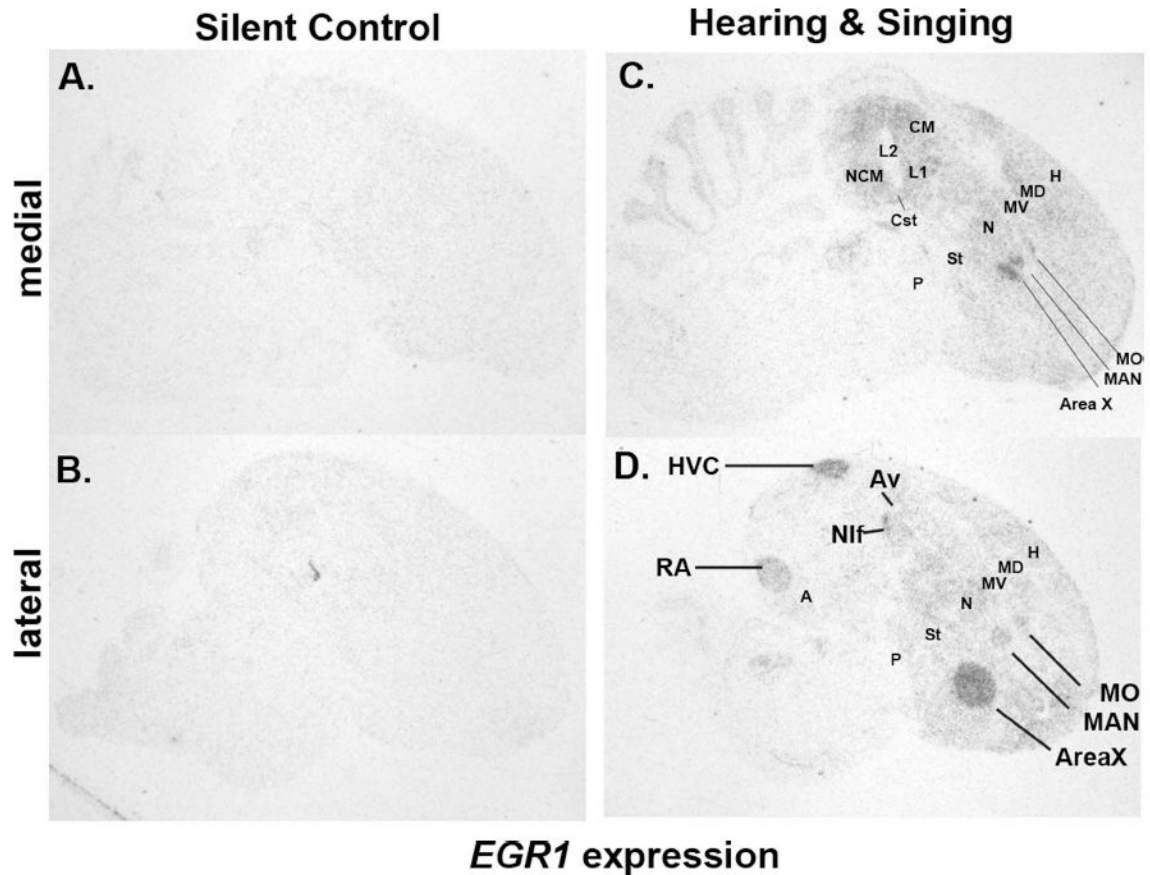 Silent Control
Hearing & Singing
medial
lateral
A.
B.
C.
CM
L2
L1
NCM
Cst
H
MD
MV
N
St
P
MO
MAN
Area X
D.
HVC
Av
NIf
RA
A
H
MD
MV
N
St
P
MO
MAN
AreaX
EGR1 expression